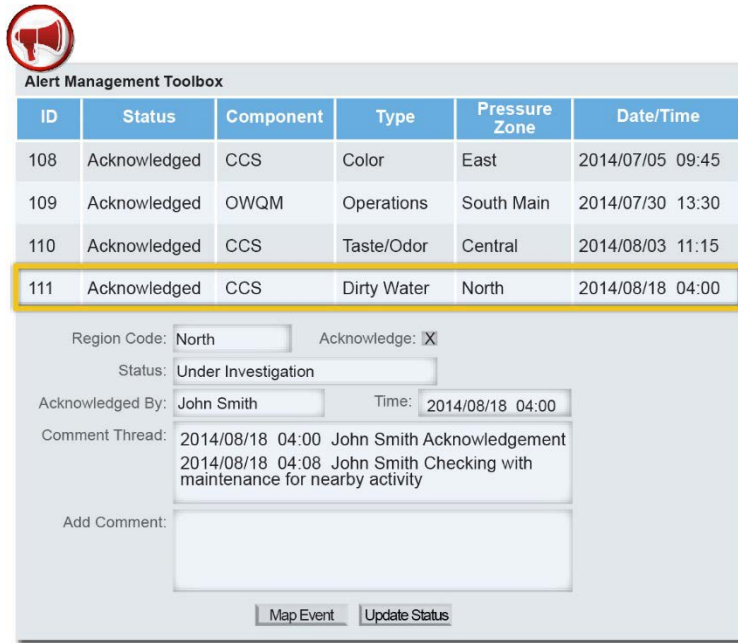 Alert Management Toolbox
ID Status Component Type Pressure Zone Date/Time
108 Acknowledged CCS Color East 2014/07/05 09:45
109 Acknowledged OWQM Operations South Main 2014/07/30 13:30
110 Acknowledged CCS Taste/Odor Central 2014/08/03 11:15
111 Acknowledged CCS Dirty Water North 2014/08/18 04:00
Region Code: North Acknowledge: X
Status: Under Investigation
Acknowledged By: John Smith Time: 2014/08/18 04:00
Comment Thread: 2014/08/18 04:00 John Smith Acknowledgement
2014/08/18 04:08 John Smith Checking with
maintenance for nearby activity
Add Comment:
Map Event Update Status